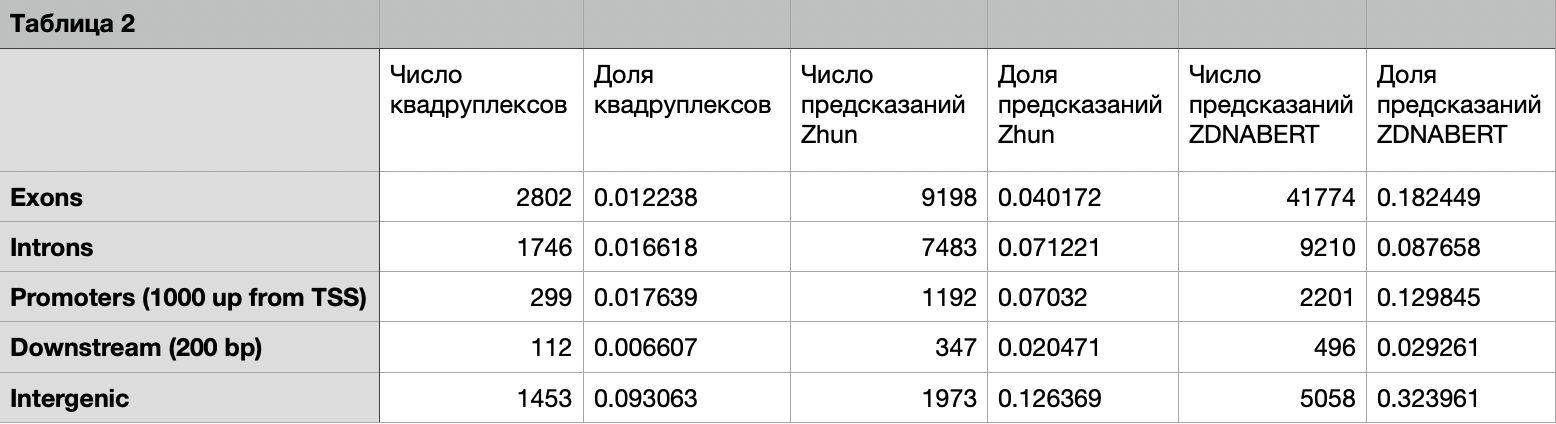 Таблица 2
Число квадруплексов Доля квадруплексов Число предсказаний Zhun Доля предсказаний Zhun Число предсказаний ZDNABERT Доля предсказаний ZDNABERT
Exons 2802 0.012238 9198 0.040172 41774 0.182449
Introns 1746 0.016618 7483 0.071221 9210 0.087658
Promoters (1000 up from TSS) 299 0.017639 1192 0.07032 2201 0.129845
Downstream (200 bp) 112 0.006607 347 0.020471 496 0.029261
Intergenic 1453 0.093063 1973 0.126369 5058 0.323961